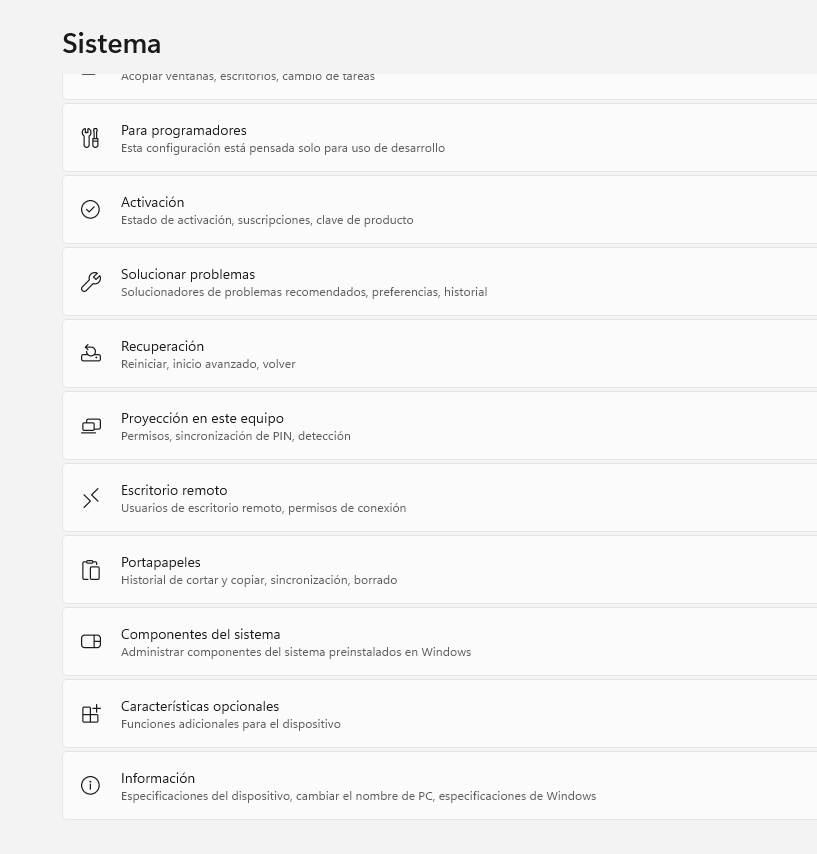 Sistema
Acoplar ventanas, escritorios, cambio de tareas
Para programadores
Esta configuración está pensada solo para uso de desarrollo
Activación
Estado de activación, suscripciones, clave de producto
Solucionar problemas
Solucionadores de problemas recomendados, preferencias, historial
Recuperación
Reiniciar, inicio avanzado, volver
Proyección en este equipo
Permisos, sincronización de PIN, detección
Escritorio remoto
Usuarios de escritorio remoto, permisos de conexión
Portapapeles
Historial de cortar y copiar, sincronización, borrado
Componentes del sistema
Administrar componentes del sistema preinstalados en Windows
Características opcionales
Funciones adicionales para el dispositivo
Información
Especificaciones del dispositivo, cambiar el nombre de PC, especificaciones de Windows